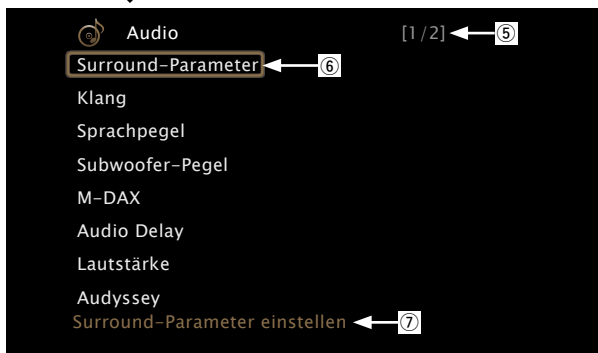 Audio [1/2] ⑤
Surround-Parameter ⑥
Klang
Sprachpegel
Subwoofer-Pegel
M-DAX
Audio Delay
Lautstärke
Audyssey
Surround-Parameter einstellen ⑦